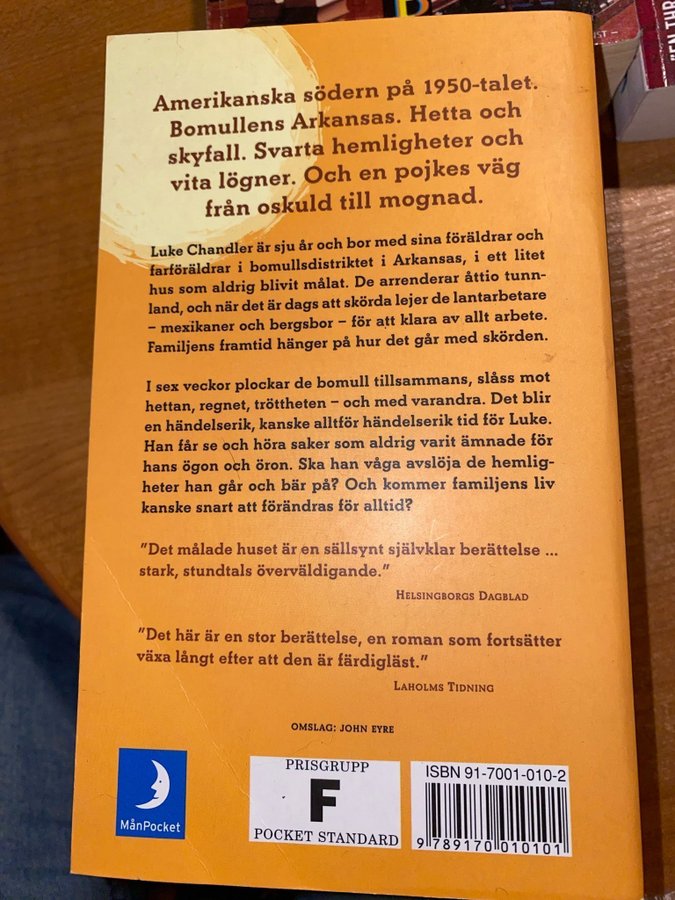 "EN THR
Amerikanska södern på 1950-talet.
Bomullens Arkansas. Hetta och
skyfall. Svarta hemligheter och
vita lögner. Och en pojkes väg
från oskuld till mognad.
Luke Chandler är sju år och bor med sina föräldrar och
farföräldrar i bomullsdistriktet i Arkansas, i ett litet
hus som aldrig blivit målat. De arrenderar åttio tunn-
land, och när det är dags att skörda lejer de lantarbetare
– mexikaner och bergsbor – för att klara av allt arbete.
Familjens framtid hänger på hur det går med skörden.
I sex veckor plockar de bomull tillsammans, slåss mot
hettan, regnet, tröttheten – och med varandra. Det blir
en händelserik, kanske alltför händelserik tid för Luke.
Han får se och höra saker som aldrig varit ämnade för
hans ögon och öron. Ska han våga avslöja de hemlig-
heter han går och bär på? Och kommer familjens liv
kanske snart att förändras för alltid?
”Det målade huset är en sällsynt självklar berättelse ...
stark, stundtals överväldigande.”
HELSINGBORGS DAGBLAD
”Det här är en stor berättelse, en roman som fortsätter
växa långt efter att den är färdigläst.”
LAHOLMS TIDNING
OMSLAG: JOHN EYRE
MånPocket
PRISGRUPP
F
POCKET STANDARD
ISBN 91-7001-010-2
9 789170 010101